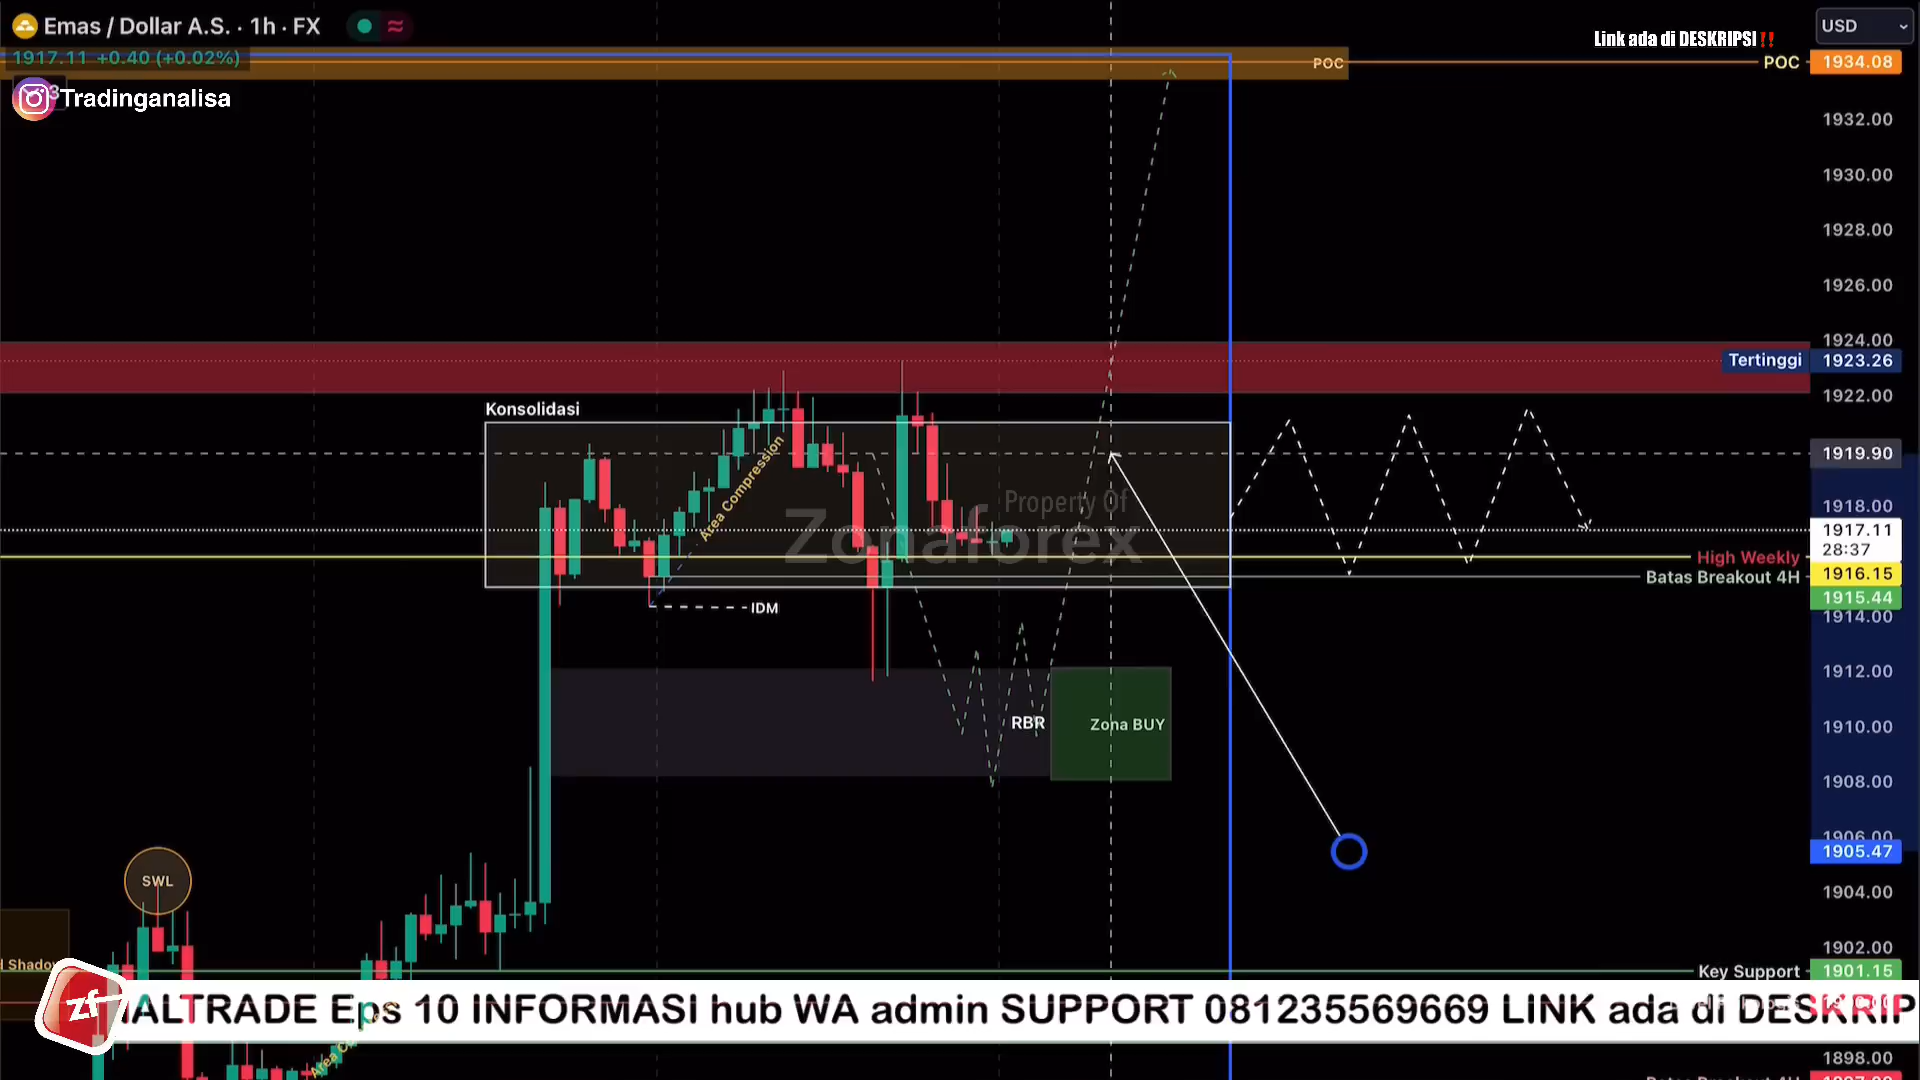 Emas / Dollar A.S. · 1h · FX
USD
Link ada di DESKRIPSI‼️
1917.11 +0.40 (+0.02%)
POC
POC
1934.08
Tradinganalisa
1932.00
1930.00
1928.00
1926.00
1924.00
Tertinggi
1923.26
1922.00
Konsolidasi
1919.90
Area Compression
Property Of
Zonaforex
1918.00
1917.11
28:37
High Weekly
1916.15
Batas Breakout 4H
1915.44
IDM
1914.00
1912.00
RBR
Zona BUY
1910.00
1908.00
1906.00
1905.47
SWL
1904.00
1902.00
Key Support
1901.15
zf
ALTRADE Eps 10 INFORMASI hub WA admin SUPPORT 081235569669 LINK ada di DESKRIP
1898.00